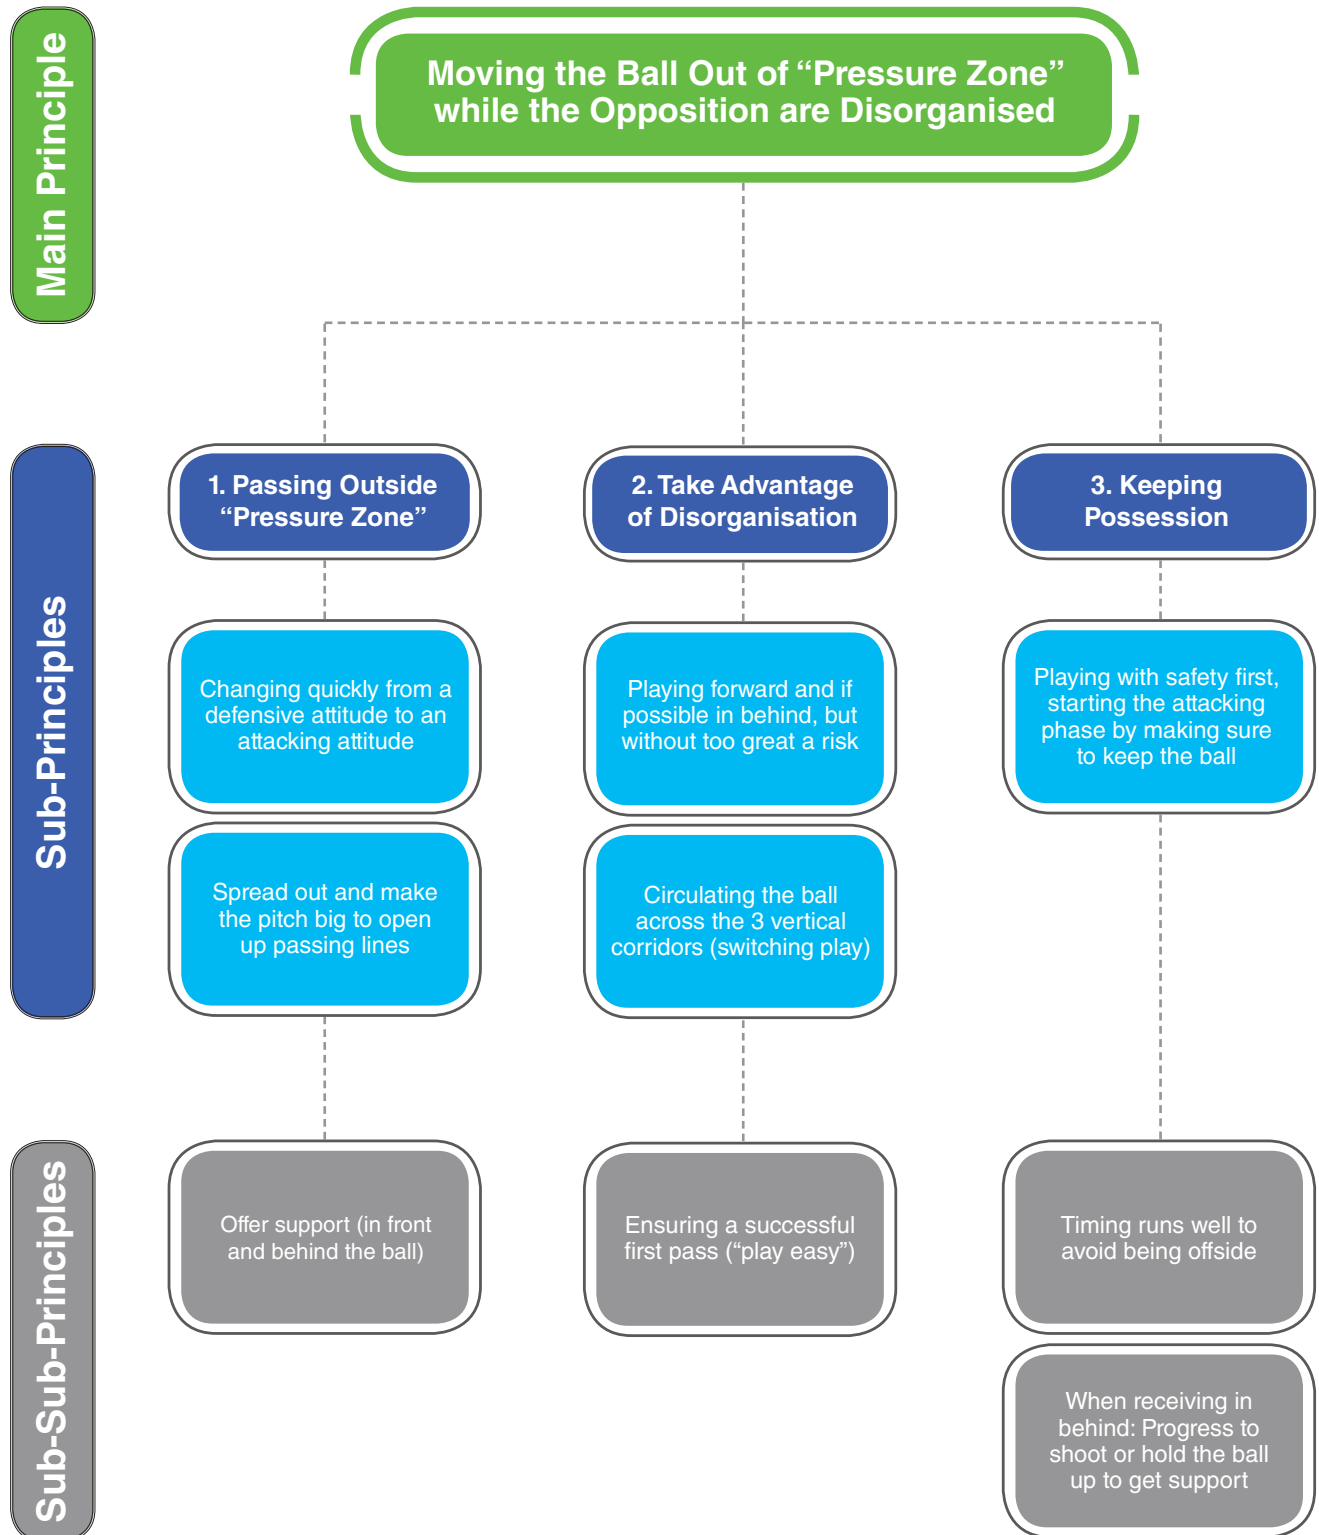 Main Principle
Moving the Ball Out of “Pressure Zone”
while the Opposition are Disorganised
Sub-Principles
1. Passing Outside
“Pressure Zone”
2. Take Advantage
of Disorganisation
3. Keeping
Possession
Changing quickly from a
defensive attitude to an
attacking attitude
Playing forward and if
possible in behind, but
without too great a risk
Playing with safety first,
starting the attacking
phase by making sure
to keep the ball
Spread out and make
the pitch big to open
up passing lines
Circulating the ball
across the 3 vertical
corridors (switching play)
Sub-Sub-Principles
Offer support (in front
and behind the ball)
Ensuring a successful
first pass (“play easy”)
Timing runs well to
avoid being offside
When receiving in
behind: Progress to
shoot or hold the ball
up to get support